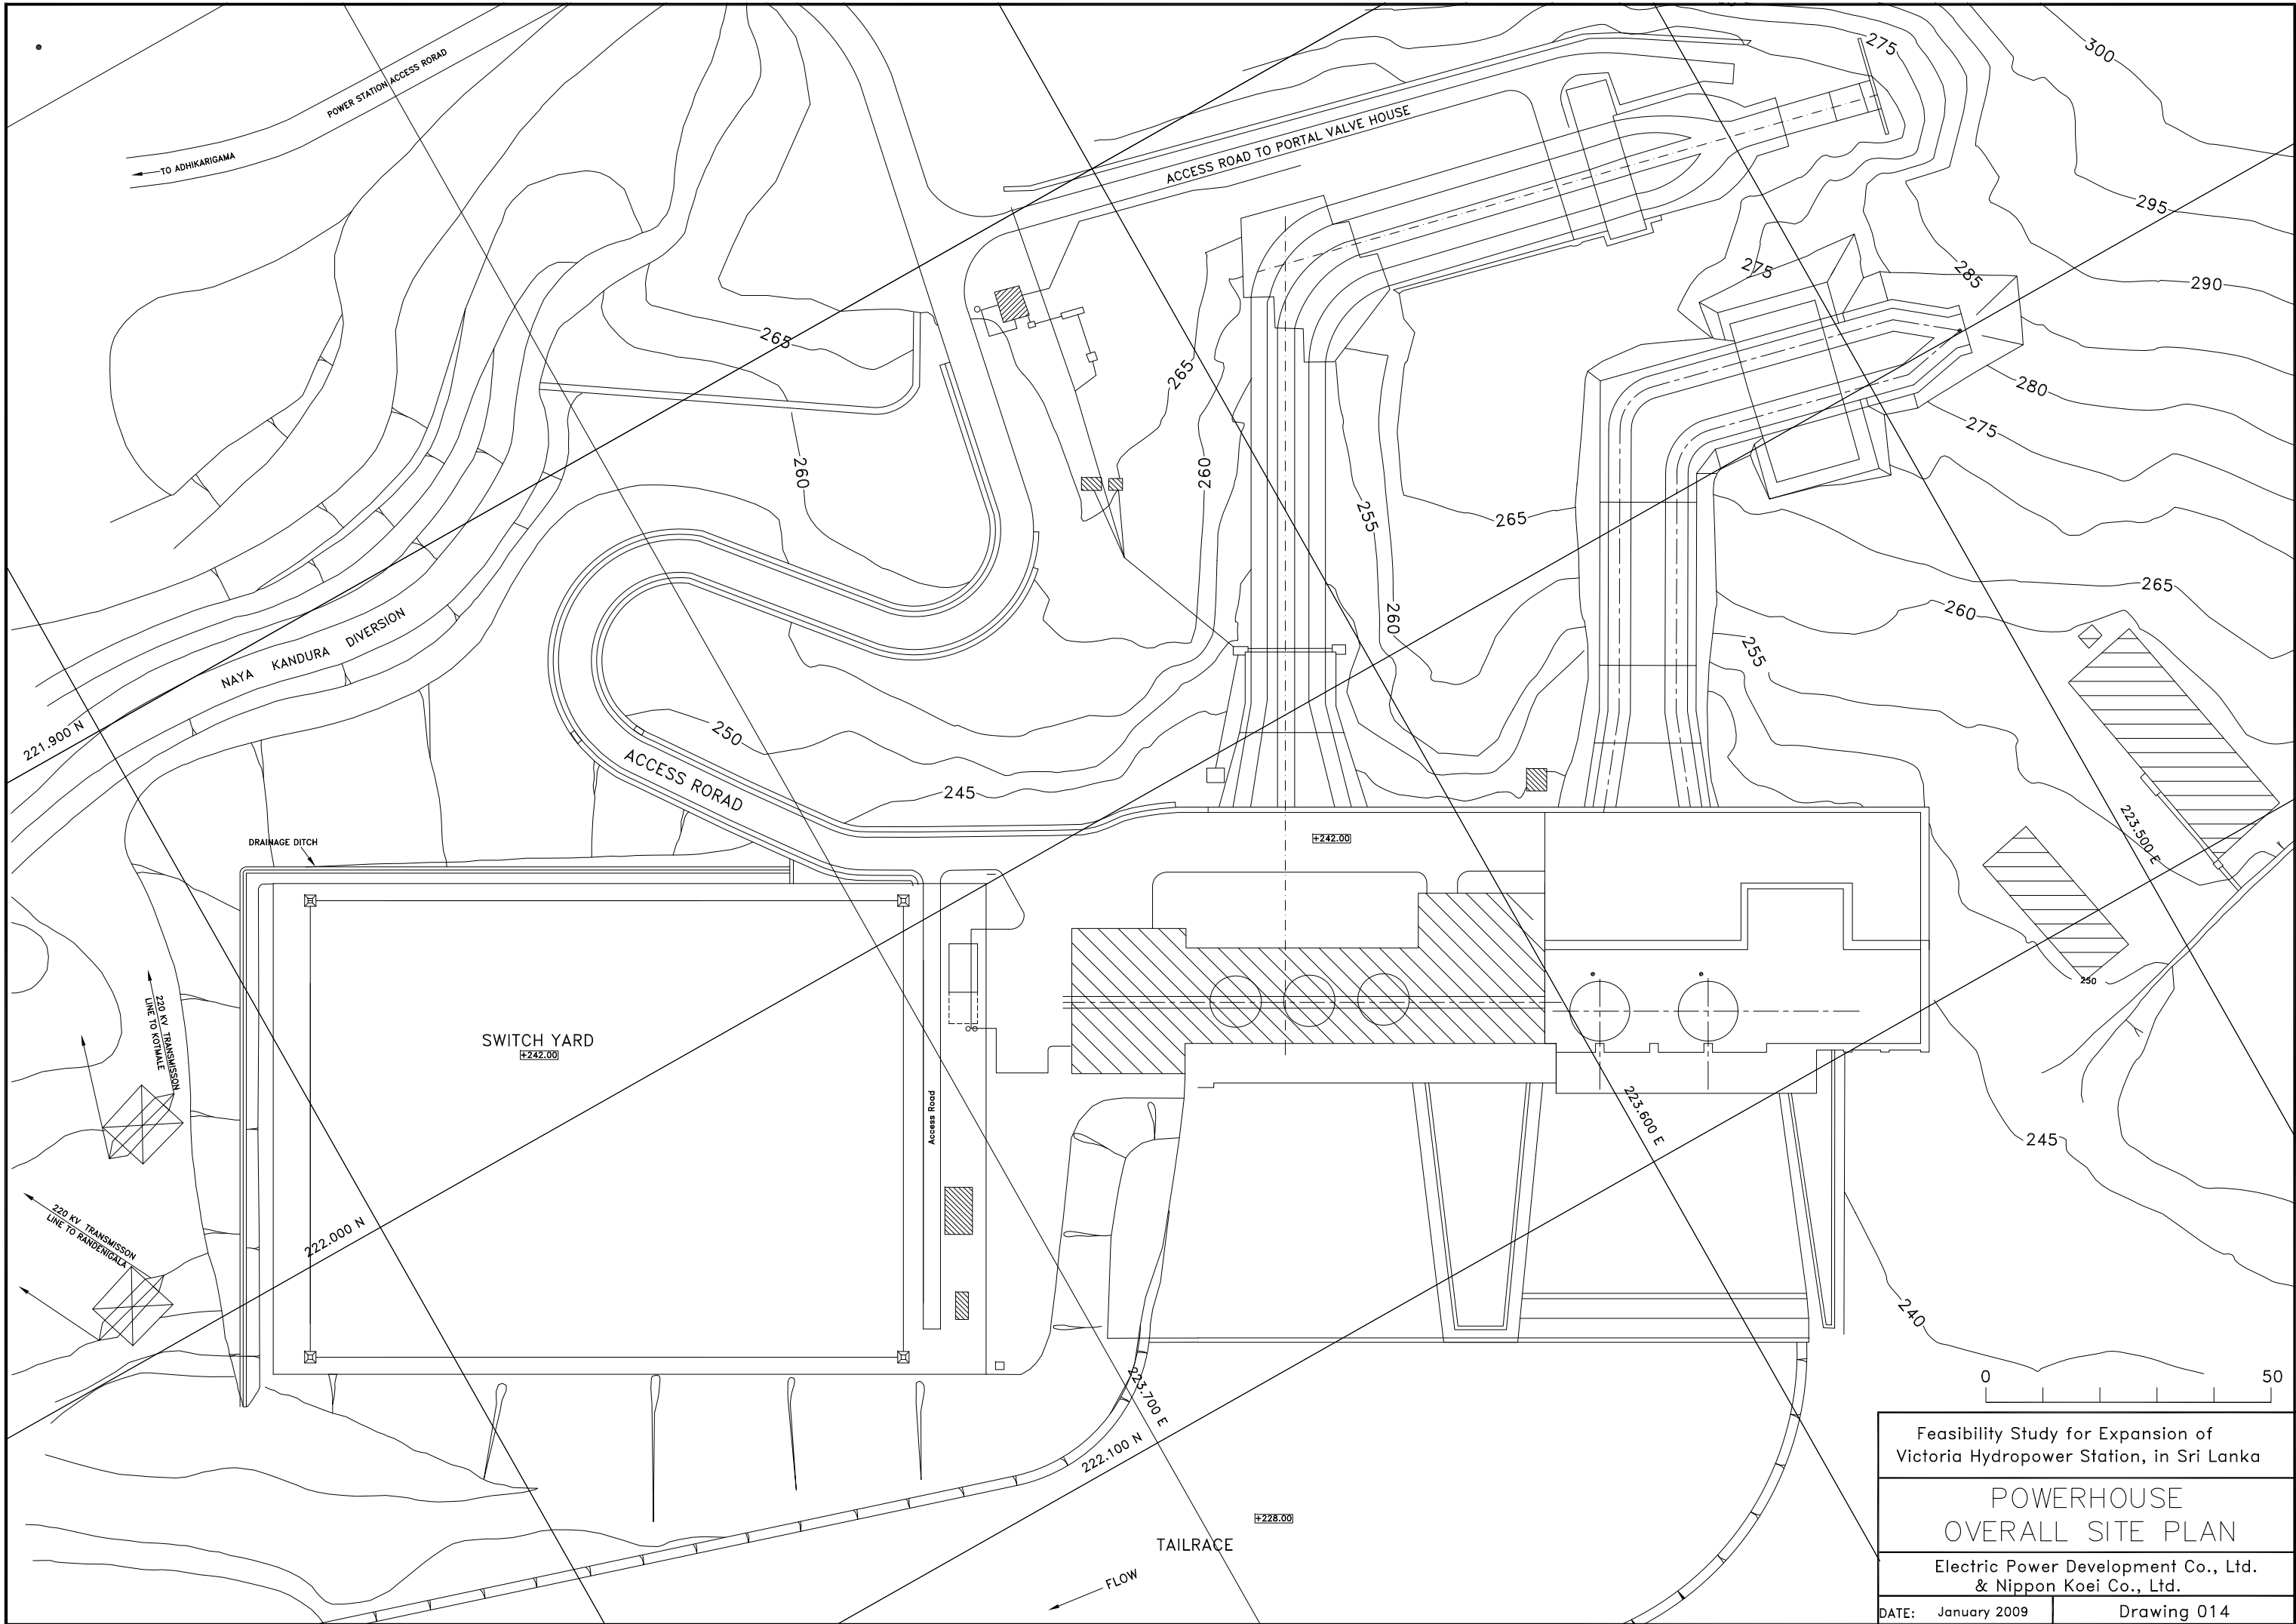 POWER STATION ACCESS RORAD
TO ADHIKARIGAMA
ACCESS ROAD TO PORTAL VALVE HOUSE
275
300
295
275
285
290
265
265
280
275
260
260
255
265
265
260
260
255
NAYA KANDURA DIVERSION
221.900 N
250
ACCESS RORAD
245
223.500 E
DRAINAGE DITCH
+242.00
250
220 KV TRANSMISSON
LINE TO KOTMALE
SWITCH YARD
+242.00
Access Road
223.600 E
245
220 KV TRANSMISSON
LINE TO RANDENIGALA
222.000 N
240
223.700 E
222.100 N
0 50
+228.00
TAILRACE
FLOW
Feasibility Study for Expansion of
Victoria Hydropower Station, in Sri Lanka
POWERHOUSE
OVERALL SITE PLAN
Electric Power Development Co., Ltd.
& Nippon Koei Co., Ltd.
DATE: January 2009
Drawing 014